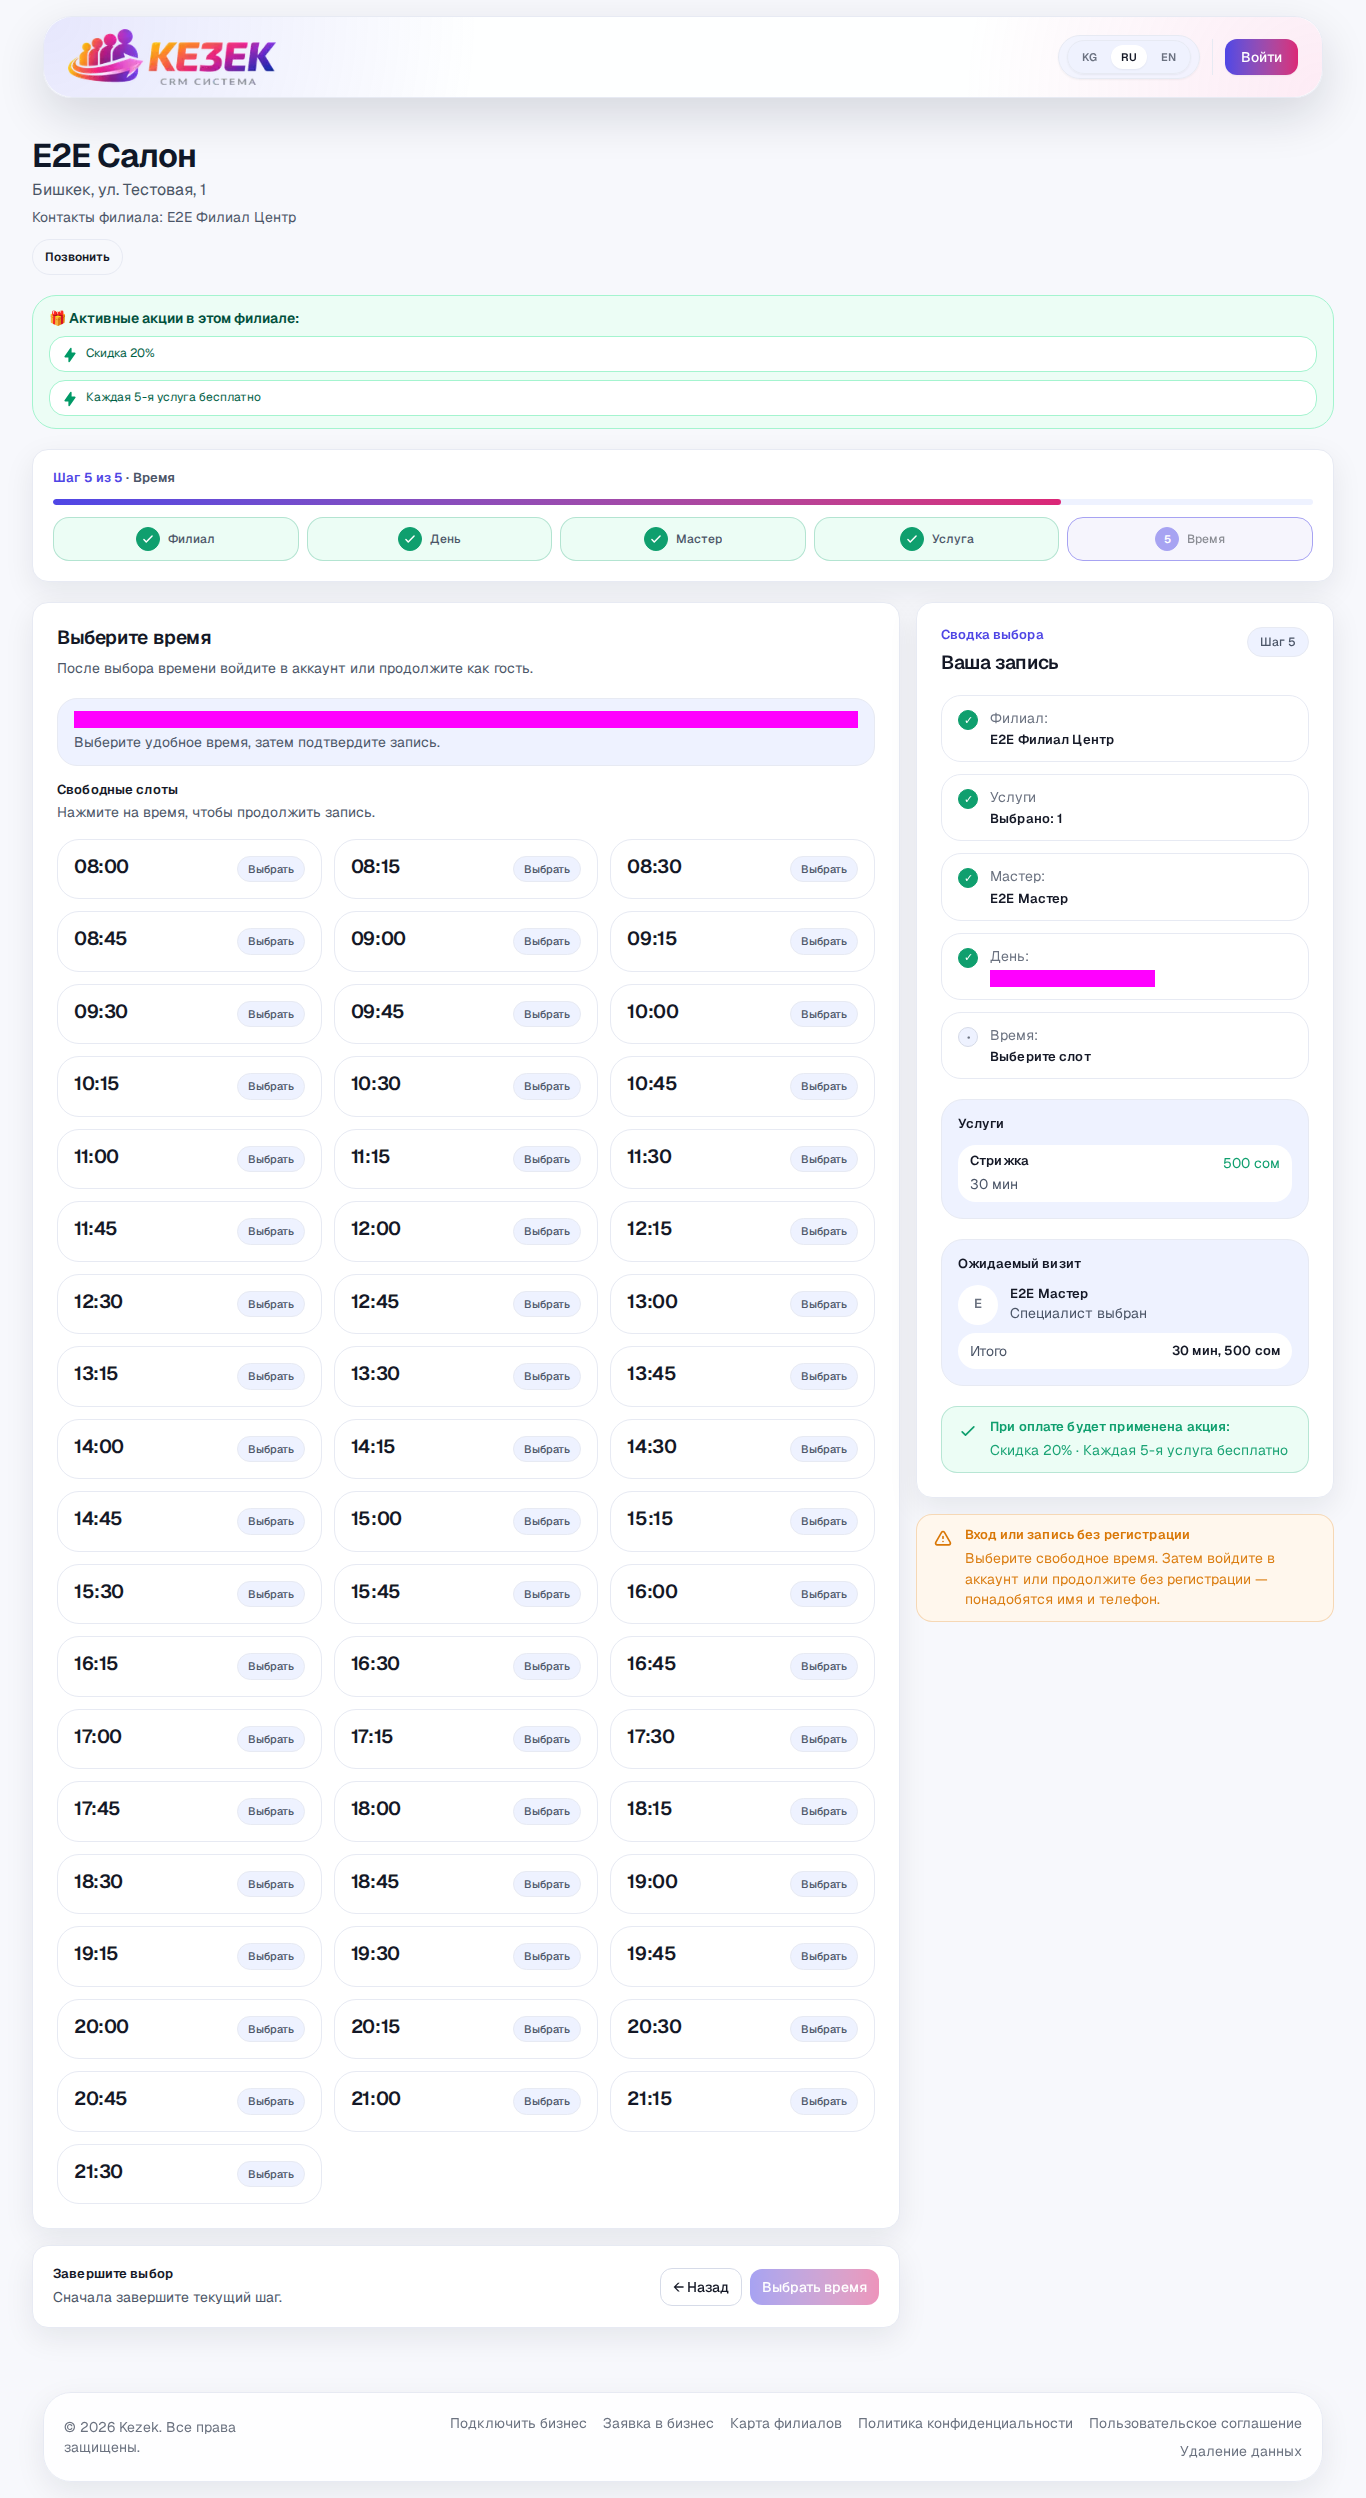 КЕЗЕК
CRM СИСТЕМА
KG RU EN Войти
E2E Салон
Бишкек, ул. Тестовая, 1
Контакты филиала: E2E Филиал Центр
Позвонить
🎁 Активные акции в этом филиале:
Скидка 20%
Каждая 5-я услуга бесплатно
Шаг 5 из 5 · Время
Филиал День Мастер Услуга 5 Время
Выберите время
После выбора времени войдите в аккаунт или продолжите как гость.
Выберите удобное время, затем подтвердите запись.
Свободные слоты
Нажмите на время, чтобы продолжить запись.
08:00 Выбрать 08:15 Выбрать 08:30 Выбрать
08:45 Выбрать 09:00 Выбрать 09:15 Выбрать
09:30 Выбрать 09:45 Выбрать 10:00 Выбрать
10:15 Выбрать 10:30 Выбрать 10:45 Выбрать
11:00 Выбрать 11:15 Выбрать 11:30 Выбрать
11:45 Выбрать 12:00 Выбрать 12:15 Выбрать
12:30 Выбрать 12:45 Выбрать 13:00 Выбрать
13:15 Выбрать 13:30 Выбрать 13:45 Выбрать
14:00 Выбрать 14:15 Выбрать 14:30 Выбрать
14:45 Выбрать 15:00 Выбрать 15:15 Выбрать
15:30 Выбрать 15:45 Выбрать 16:00 Выбрать
16:15 Выбрать 16:30 Выбрать 16:45 Выбрать
17:00 Выбрать 17:15 Выбрать 17:30 Выбрать
17:45 Выбрать 18:00 Выбрать 18:15 Выбрать
18:30 Выбрать 18:45 Выбрать 19:00 Выбрать
19:15 Выбрать 19:30 Выбрать 19:45 Выбрать
20:00 Выбрать 20:15 Выбрать 20:30 Выбрать
20:45 Выбрать 21:00 Выбрать 21:15 Выбрать
21:30 Выбрать
Завершите выбор
Сначала завершите текущий шаг.
← Назад Выбрать время
Сводка выбора
Шаг 5
Ваша запись
Филиал:
E2E Филиал Центр
Услуги
Выбрано: 1
Мастер:
E2E Мастер
День:
Время:
Выберите слот
Услуги
Стрижка 500 сом
30 мин
Ожидаемый визит
E
E2E Мастер
Специалист выбран
Итого 30 мин, 500 сом
При оплате будет применена акция:
Скидка 20% · Каждая 5-я услуга бесплатно
Вход или запись без регистрации
Выберите свободное время. Затем войдите в
аккаунт или продолжите без регистрации —
понадобятся имя и телефон.
© 2026 Kezek. Все права
защищены.
Подключить бизнес Заявка в бизнес Карта филиалов Политика конфиденциальности Пользовательское соглашение
Удаление данных